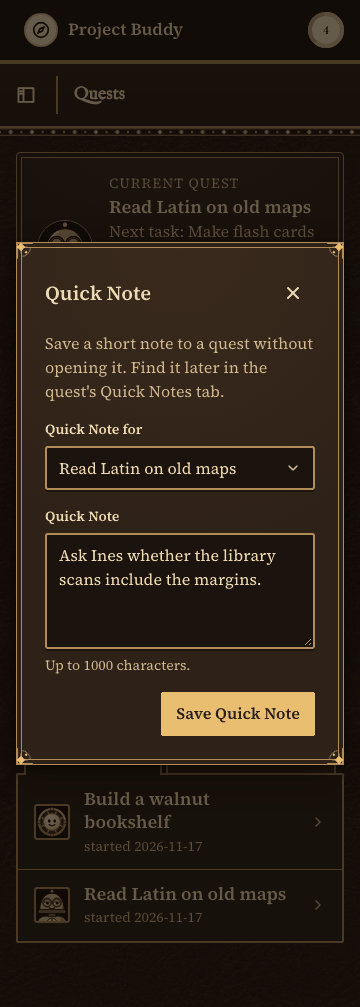 Project Buddy
4
Quests
CURRENT QUEST
Read Latin on old maps
Next task: Make flash cards
Quick Note
Save a short note to a quest without
opening it. Find it later in the
quest's Quick Notes tab.
Quick Note for
Read Latin on old maps
Quick Note
Ask Ines whether the library
scans include the margins.
Up to 1000 characters.
Save Quick Note
Build a walnut
bookshelf
started 2026-11-17
Read Latin on old maps
started 2026-11-17